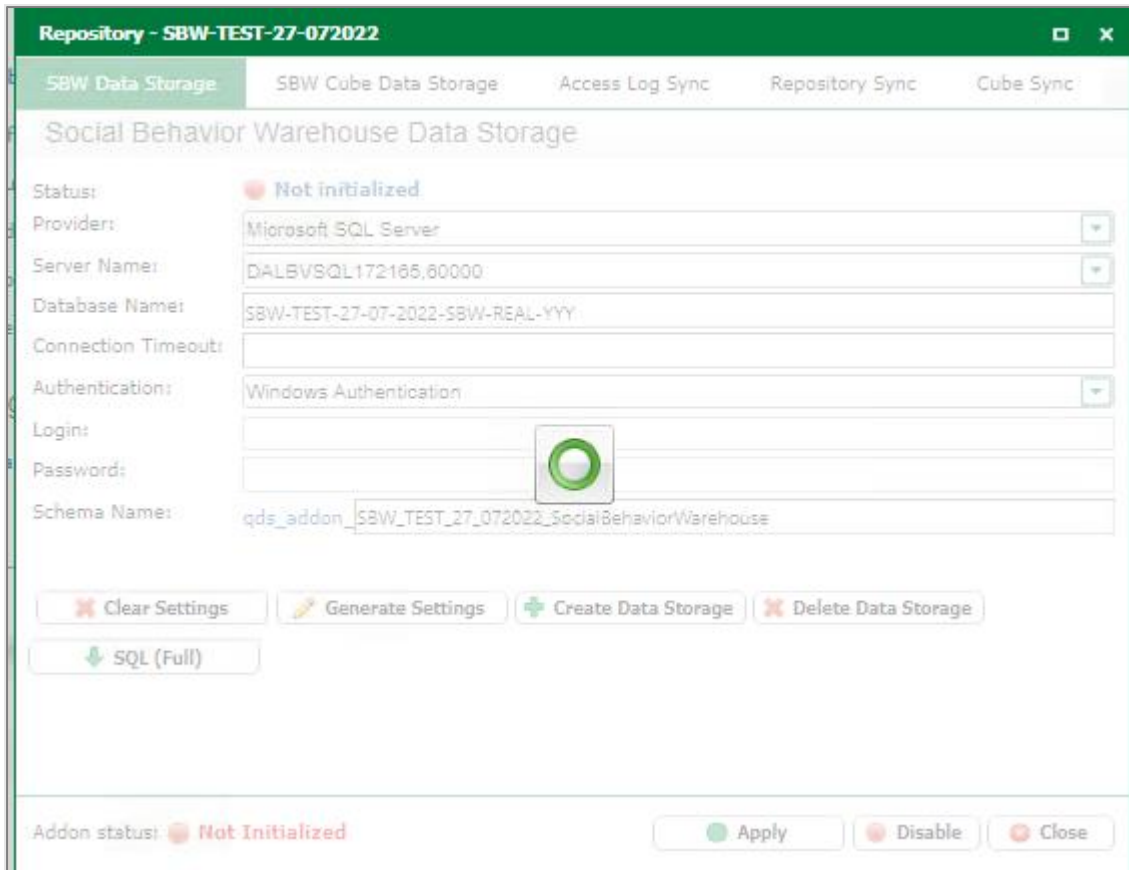 Repository - SBW-TEST-27-072022
SBW Data Storage SBW Cube Data Storage Access Log Sync Repository Sync Cube Sync
Social Behavior Warehouse Data Storage
Status: Not initialized
Provider: Microsoft SQL Server
Server Name: DALBVSQL172165,60000
Database Name: SBW-TEST-27-07-2022-SBW-REAL-YYY
Connection Timeout:
Authentication: Windows Authentication
Login:
Password:
Schema Name: qds_addon_SBW_TEST_27_072022_SocialBehaviorWarehouse
Clear Settings Generate Settings Create Data Storage Delete Data Storage
SQL (Full)
Addon status: Not Initialized Apply Disable Close